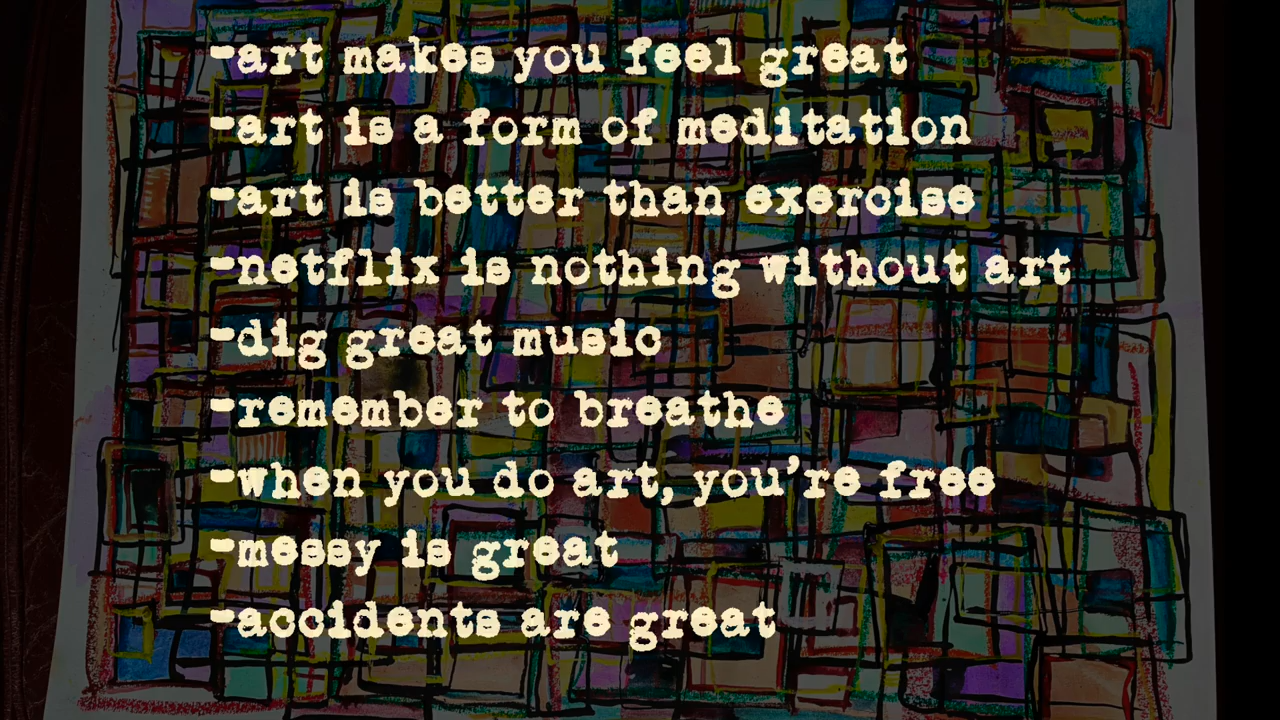 -art makes you feel great
-art is a form of meditation
-art is better than exercise
-netflix is nothing without art
-dig great music
-remember to breathe
-when you do art, you're free
-messy is great
-accidents are great